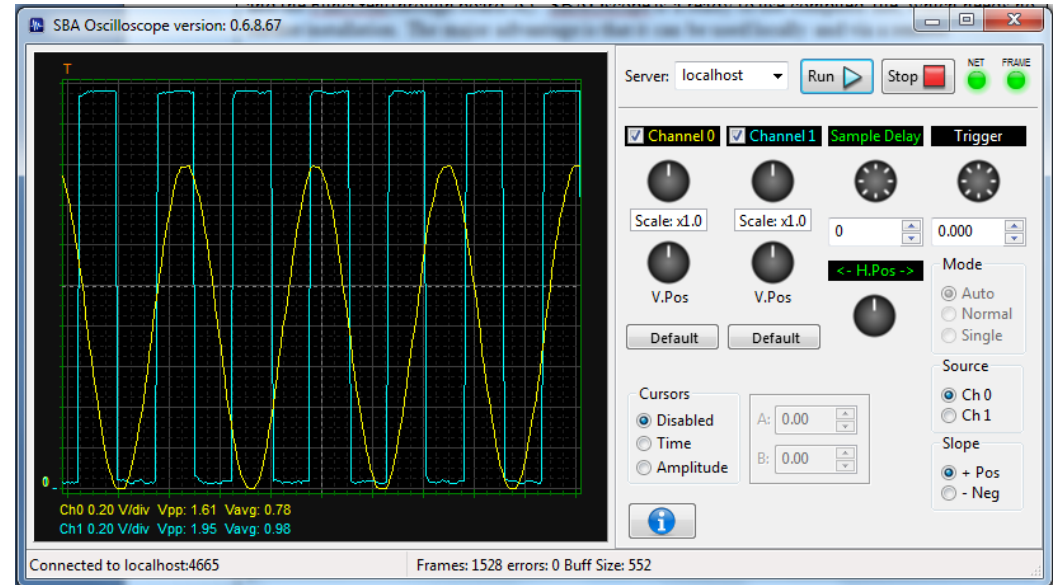 SBA Oscilloscope version: 0.6.8.67
T
0
Ch0 0.20 V/div Vpp: 1.61 Vavg: 0.78
Ch1 0.20 V/div Vpp: 1.95 Vavg: 0.98
Server: localhost Run Stop NET FRAME
Channel 0 Channel 1 Sample Delay Trigger
Scale: x1.0 Scale: x1.0 0 0.000
V.Pos V.Pos <- H.Pos ->
Default Default
Mode
Auto
Normal
Single
Source
Ch 0
Ch 1
Slope
+ Pos
- Neg
Cursors
Disabled
Time
Amplitude
A: 0.00
B: 0.00
Connected to localhost:4665 Frames: 1528 errors: 0 Buff Size: 552